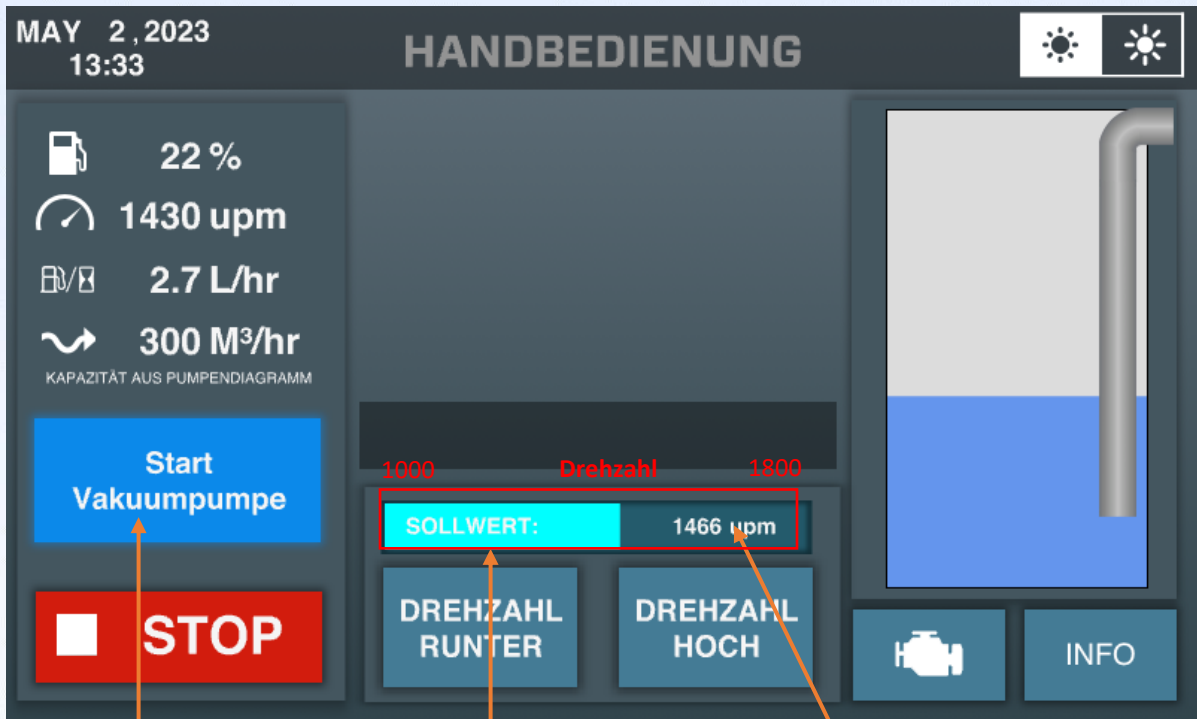 MAY 2,2023
13:33
HANDBEDIENUNG
22 %
1430 upm
2.7 L/hr
300 M³/hr
KAPAZITÄT AUS PUMPENDIAGRAMM
Start
Vakuumpumpe
STOP
1000 Drehzahl 1800
SOLLWERT: 1466 upm
DREHZAHL
RUNTER
DREHZAHL
HOCH
INFO